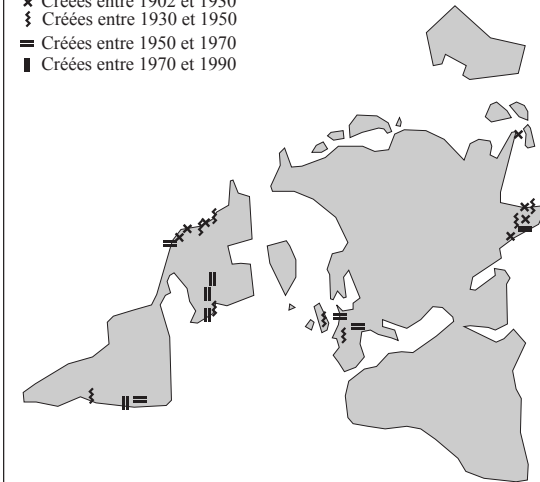 Créées entre 1902 et 1930
Créées entre 1930 et 1950
Créées entre 1950 et 1970
Créées entre 1970 et 1990